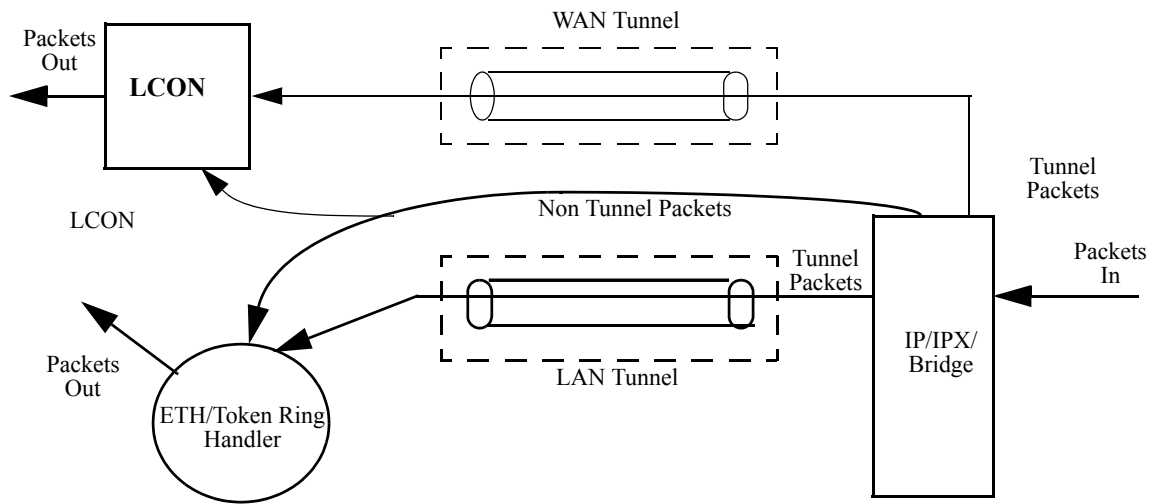 WAN Tunnel
Packets
Out
LCON
Tunnel
Packets
LCON
Non Tunnel Packets
Tunnel
Packets
Packets
In
IP/IPX/
Bridge
LAN Tunnel
Packets
Out
ETH/Token Ring
Handler